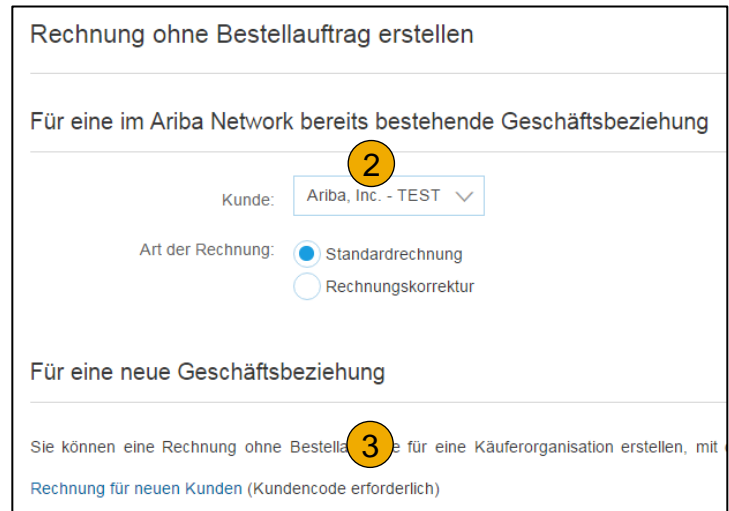 Rechnung ohne Bestellauftrag erstellen
Für eine im Ariba Network bereits bestehende Geschäftsbeziehung
2
Kunde: Ariba, Inc. - TEST
Art der Rechnung: Standardrechnung
Rechnungskorrektur
Für eine neue Geschäftsbeziehung
Sie können eine Rechnung ohne 3 für eine Käuferorganisation erstellen, mit
Rechnung für neuen Kunden (Kundencode erforderlich)